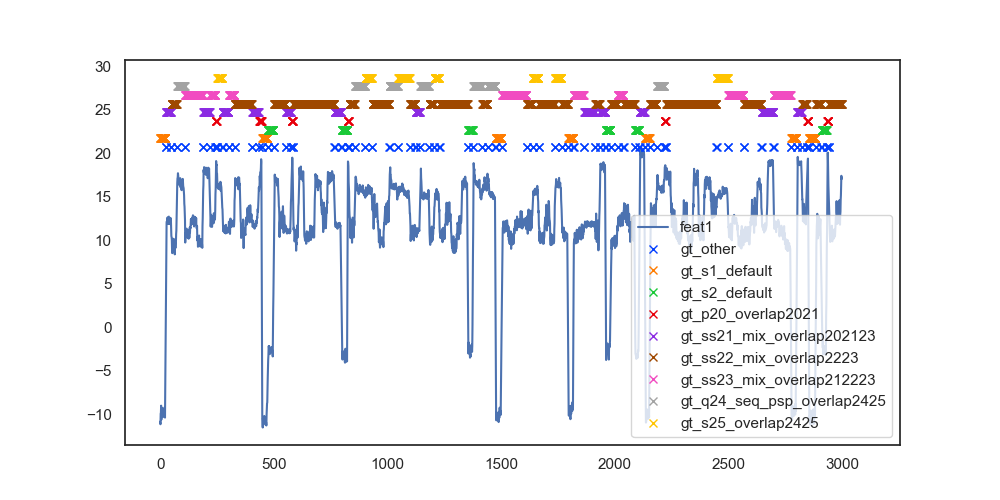 30
25
20
15
10
5
0
−5
−10
0
500
1000
1500
2000
2500
3000
feat1
gt_other
gt_s1_default
gt_s2_default
gt_p20_overlap2021
gt_ss21_mix_overlap202123
gt_ss22_mix_overlap2223
gt_ss23_mix_overlap212223
gt_q24_seq_psp_overlap2425
gt_s25_overlap2425